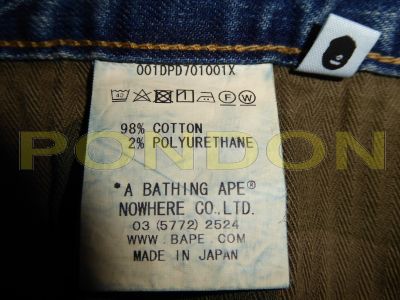 001DPD701001X
98% COTTON
2% POLYURETHANE
PONDON
"A BATHING APE®
NOWHERE CO.,LTD.
03 (5772) 2524
WWW.BAPE.COM
MADE IN JAPAN